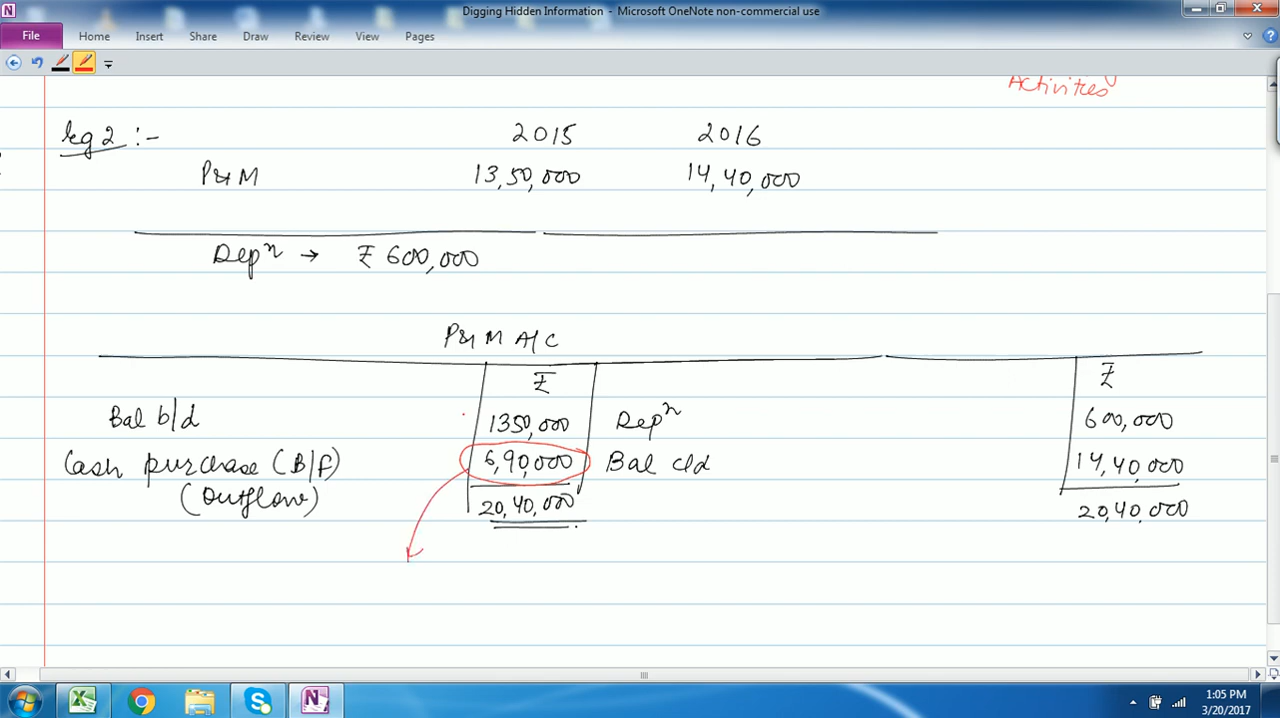 Digging Hidden Information - Microsoft OneNote non-commercial use
File Home Insert Share Draw Review View Pages
Activities
eg 2 :- 2015 2016
P&M 13,50,000 14,40,000
Depⁿ → ₹ 600,000
P&M A/C
₹ ₹
Bal b/d 1350,000 Depⁿ 600,000
Cash purchase (B/F) 6,90,000 Bal c/d 14,40,000
(Outflow) 20,40,000 20,40,000
1:05 PM
3/20/2017